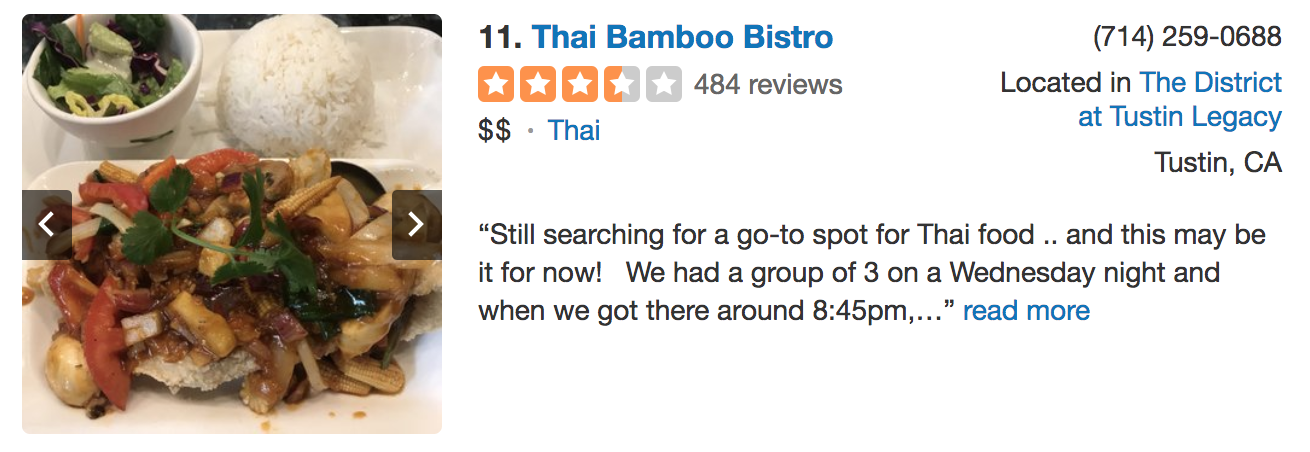 11. Thai Bamboo Bistro
484 reviews
$$ · Thai
(714) 259-0688
Located in The District
at Tustin Legacy
Tustin, CA
“Still searching for a go-to spot for Thai food .. and this may be
it for now!   We had a group of 3 on a Wednesday night and
when we got there around 8:45pm,…” read more